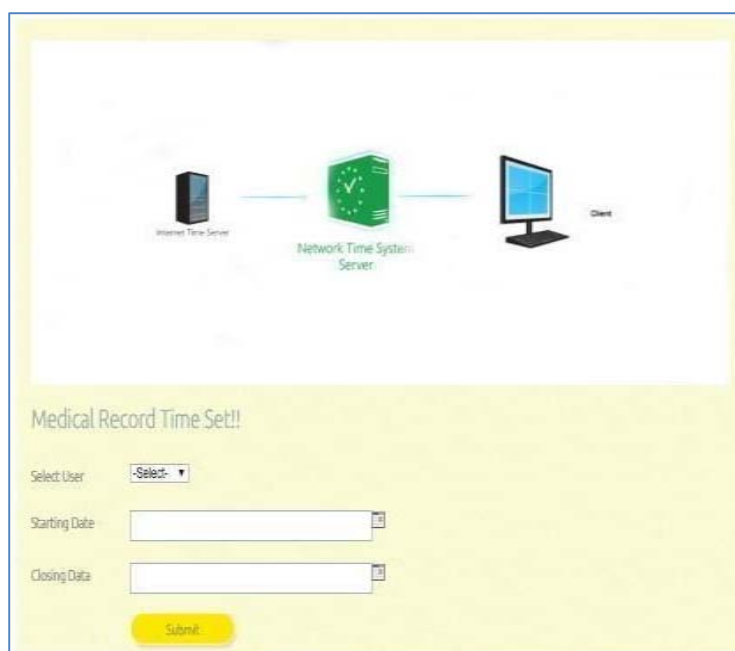 Internet Time Server
Network Time System
Server
Client
Medical Record Time Set!!
Select User
-Select-
Starting Date
Closing Data
Submit